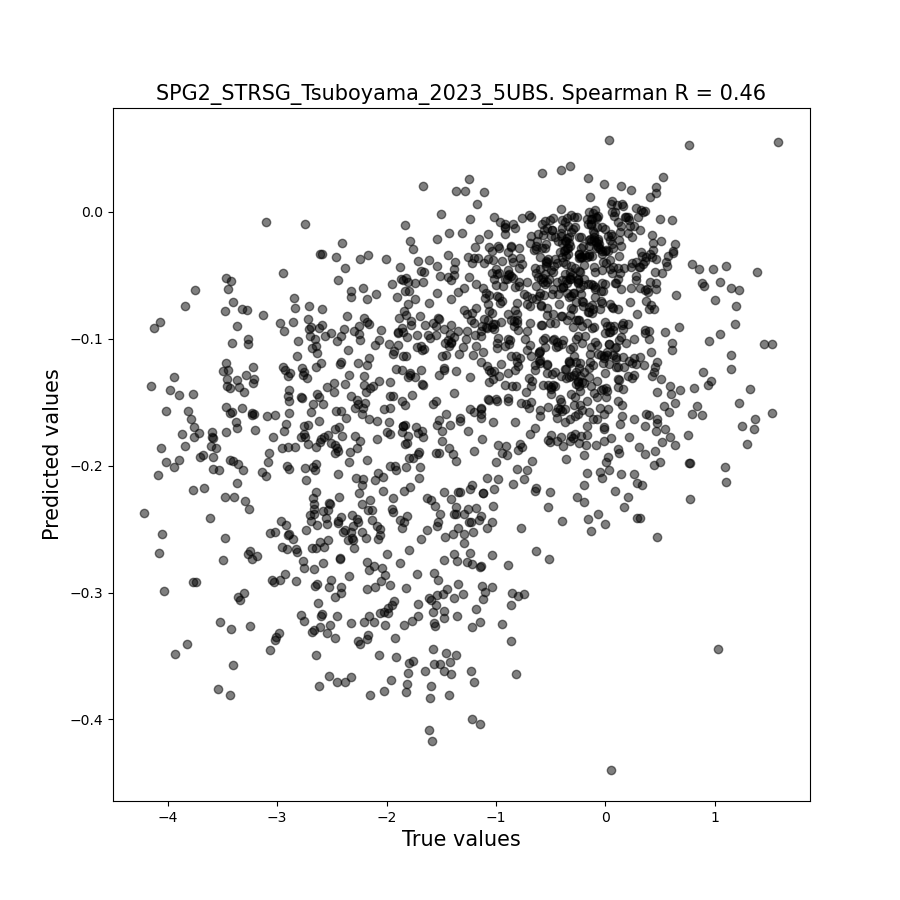 SPG2_STRSG_Tsuboyama_2023_5UBS. Spearman R = 0.46
0.0
−0.1
−0.2
−0.3
−0.4
Predicted values
−4 −3 −2 −1 0 1
True values